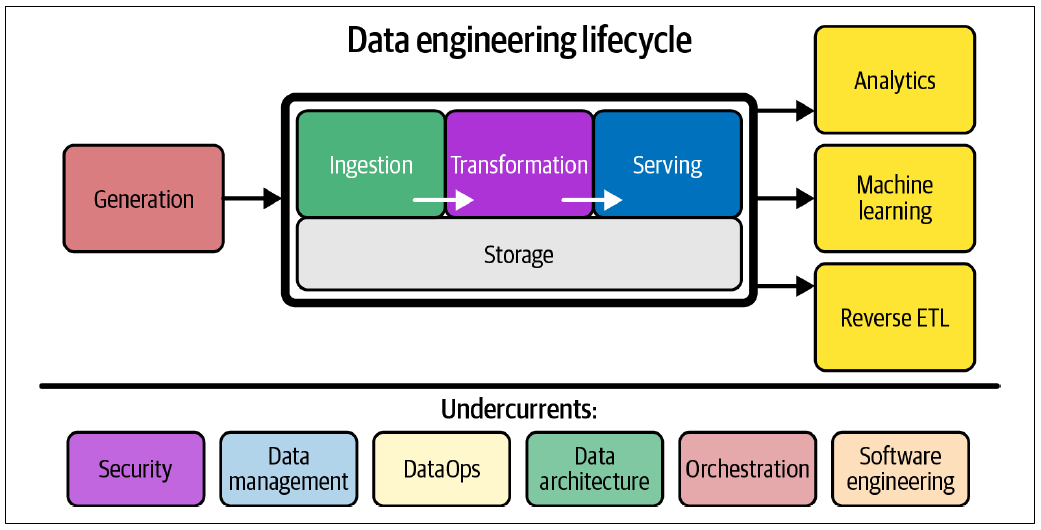 Data engineering lifecycle
Generation
Ingestion
Transformation
Serving
Storage
Analytics
Machine
learning
Reverse ETL
Undercurrents:
Security
Data
management
DataOps
Data
architecture
Orchestration
Software
engineering